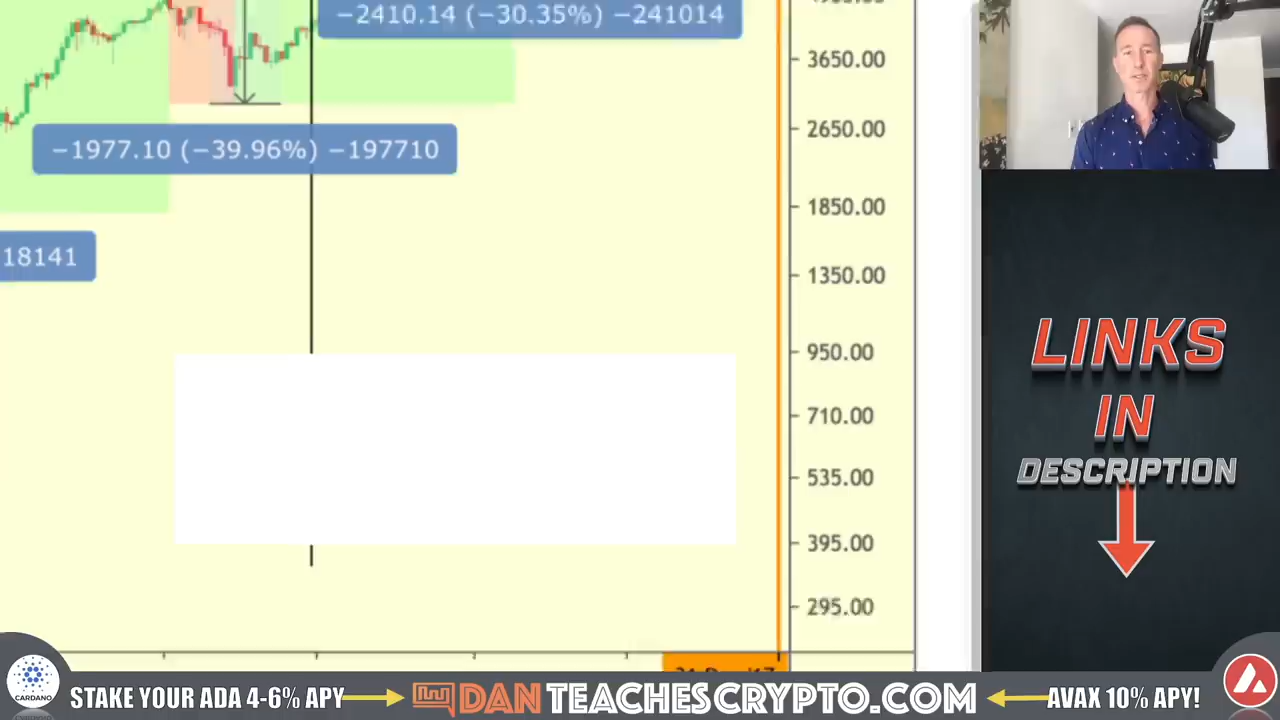 −2410.14 (−30.35%) −241014
3650.00
2650.00
−1977.10 (−39.96%) −197710
1850.00
18141
1350.00
950.00
710.00
535.00
395.00
295.00
LINKS
IN
DESCRIPTION
CARDANO
STAKE YOUR ADA 4-6% APY
DANTEACHESCRYPTO.COM
AVAX 10% APY!